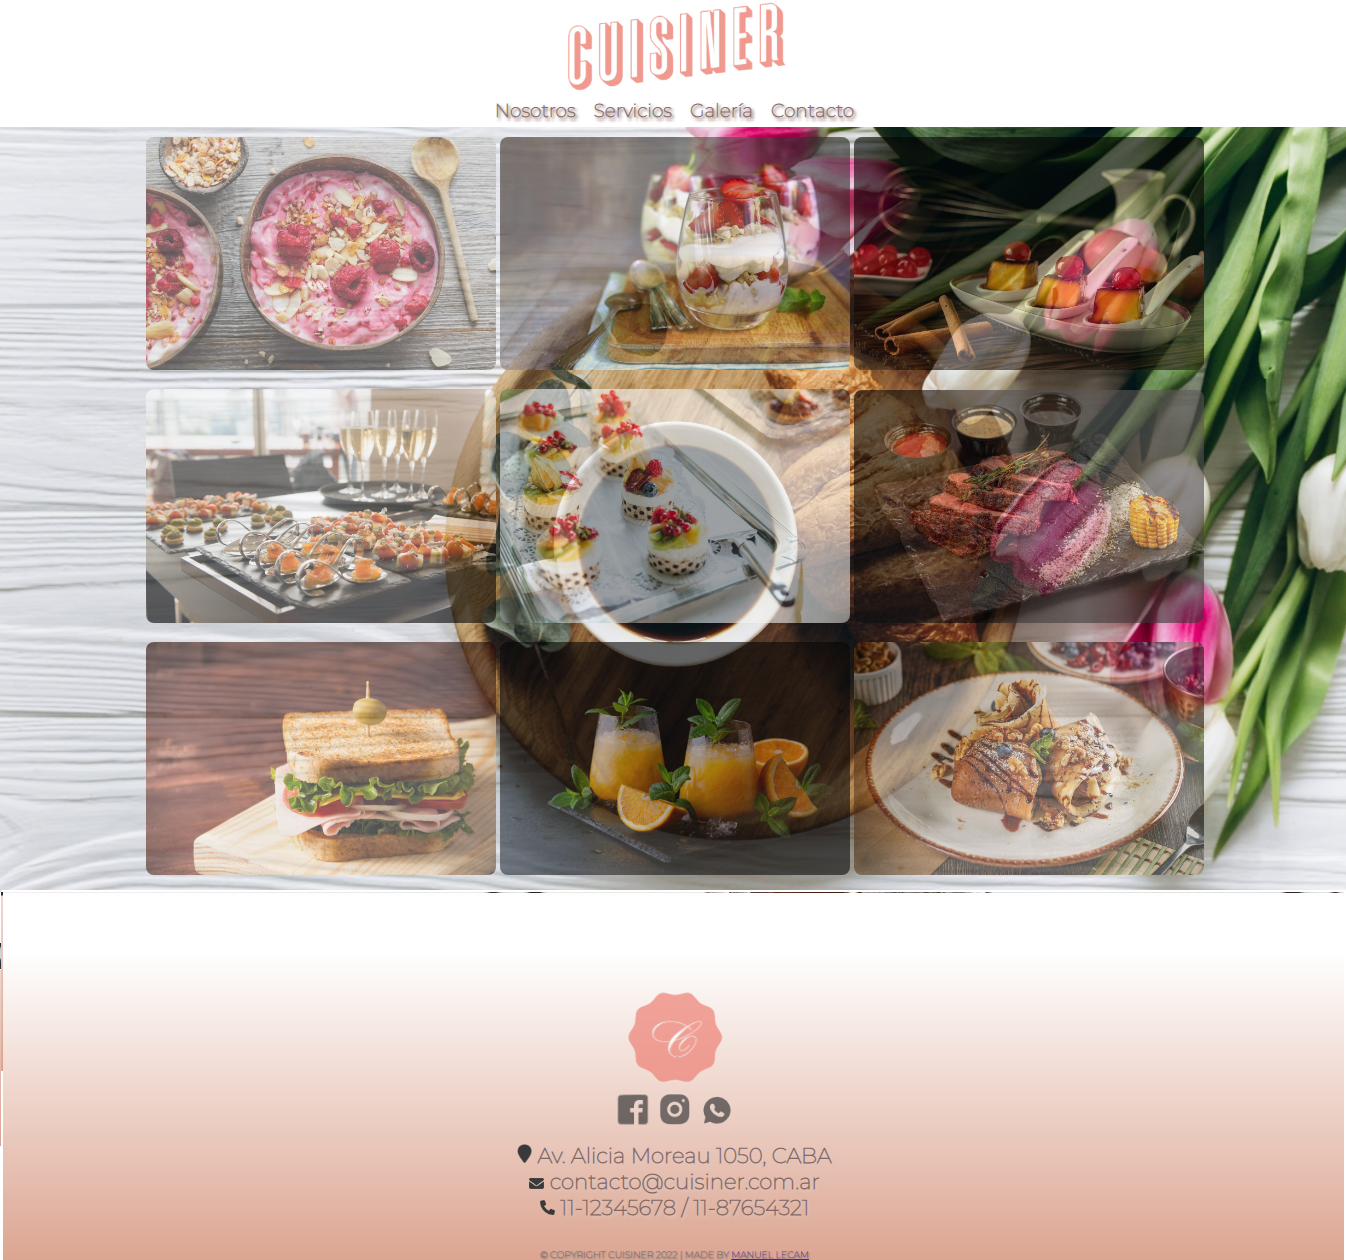 CUISINER
Nosotros Servicios Galería Contacto
C
Av. Alicia Moreau 1050, CABA
contacto@cuisiner.com.ar
11-12345678 / 11-87654321
© COPYRIGHT CUISINER 2022 | MADE BY MANUEL LECAM